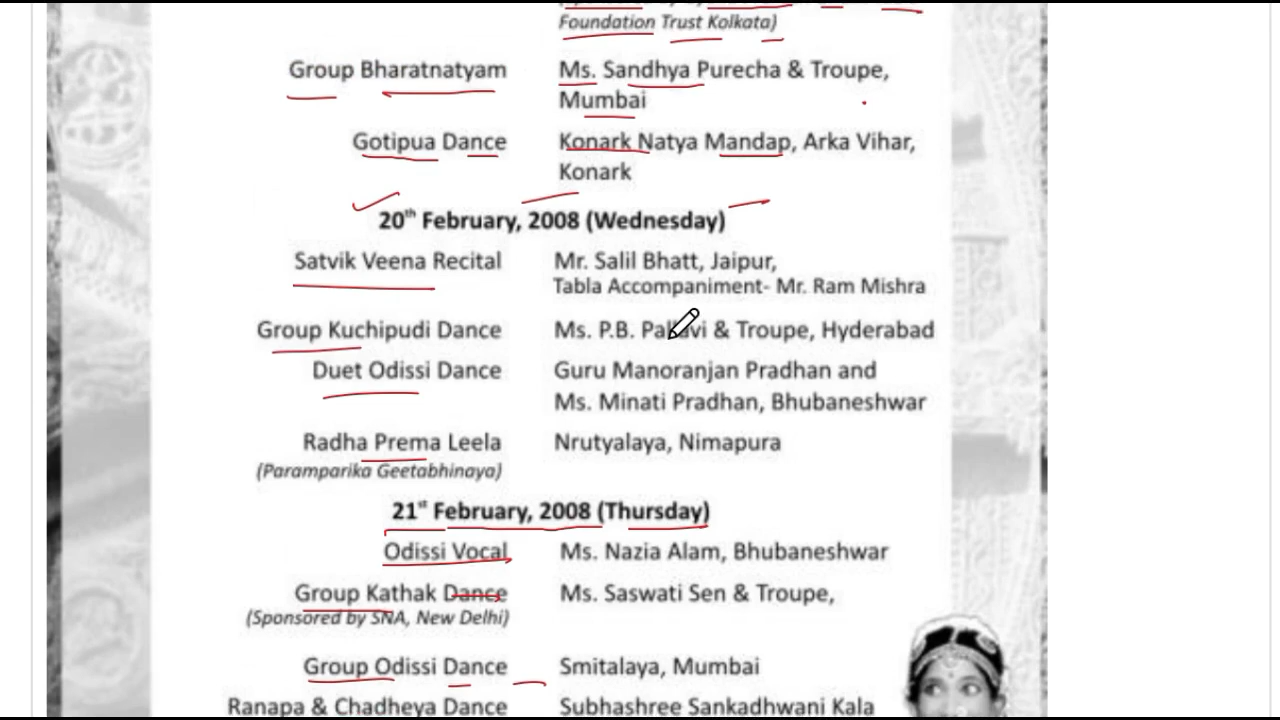 Foundation Trust Kolkata)
Group Bharatnatyam Ms. Sandhya Purecha & Troupe,
Mumbai
Gotipua Dance Konark Natya Mandap, Arka Vihar,
Konark
20th February, 2008 (Wednesday)
Satvik Veena Recital Mr. Salil Bhatt, Jaipur,
Tabla Accompaniment- Mr. Ram Mishra
Group Kuchipudi Dance Ms. P.B. Pallavi & Troupe, Hyderabad
Duet Odissi Dance Guru Manoranjan Pradhan and
Ms. Minati Pradhan, Bhubaneshwar
Radha Prema Leela Nrutyalaya, Nimapura
(Paramparika Geetabhinaya)
21st February, 2008 (Thursday)
Odissi Vocal Ms. Nazia Alam, Bhubaneshwar
Group Kathak Dance Ms. Saswati Sen & Troupe,
(Sponsored by SNA, New Delhi)
Group Odissi Dance Smitalaya, Mumbai
Ranapa & Chadheya Dance Subhashree Sankadhwani Kala